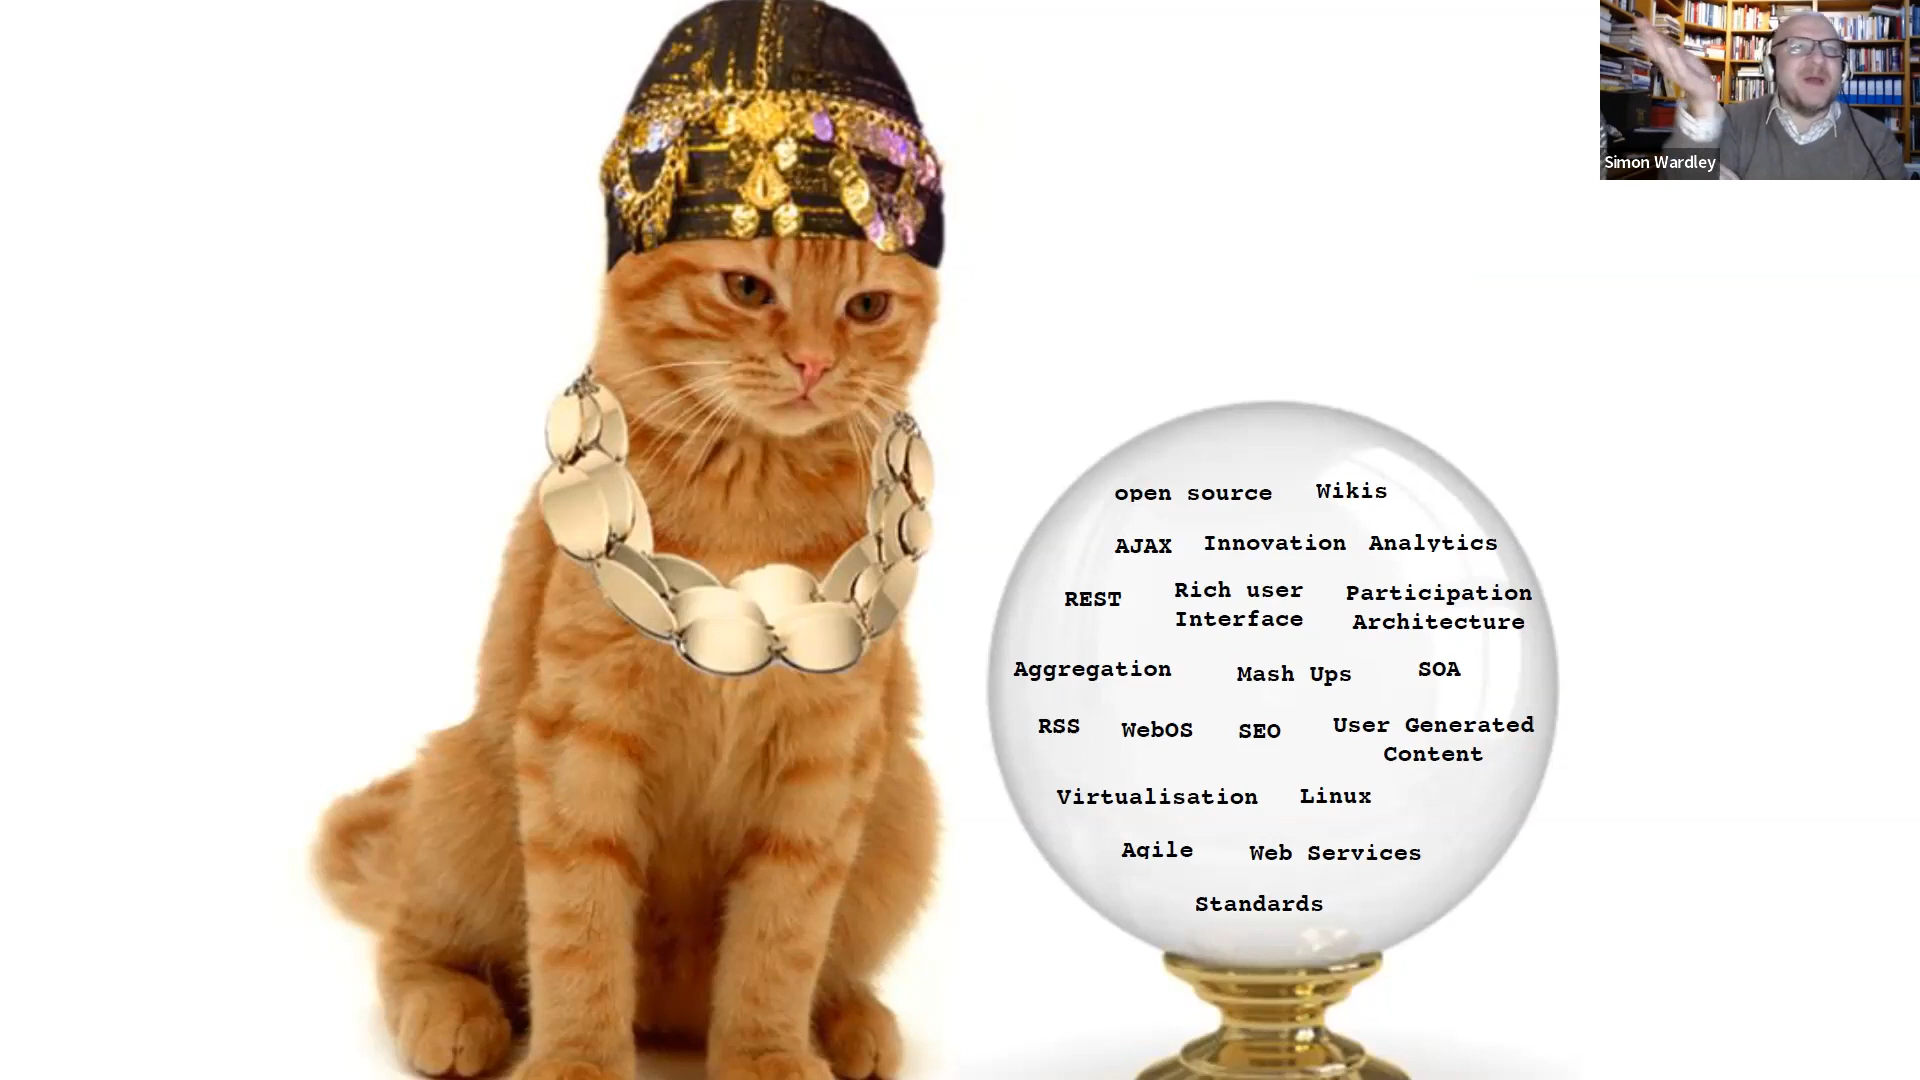 Simon Wardley
open source Wikis
AJAX Innovation Analytics
REST
Rich user
Interface
Participation
Architecture
Aggregation Mash Ups SOA
RSS WebOS SEO
User Generated
Content
Virtualisation Linux
Agile Web Services
Standards